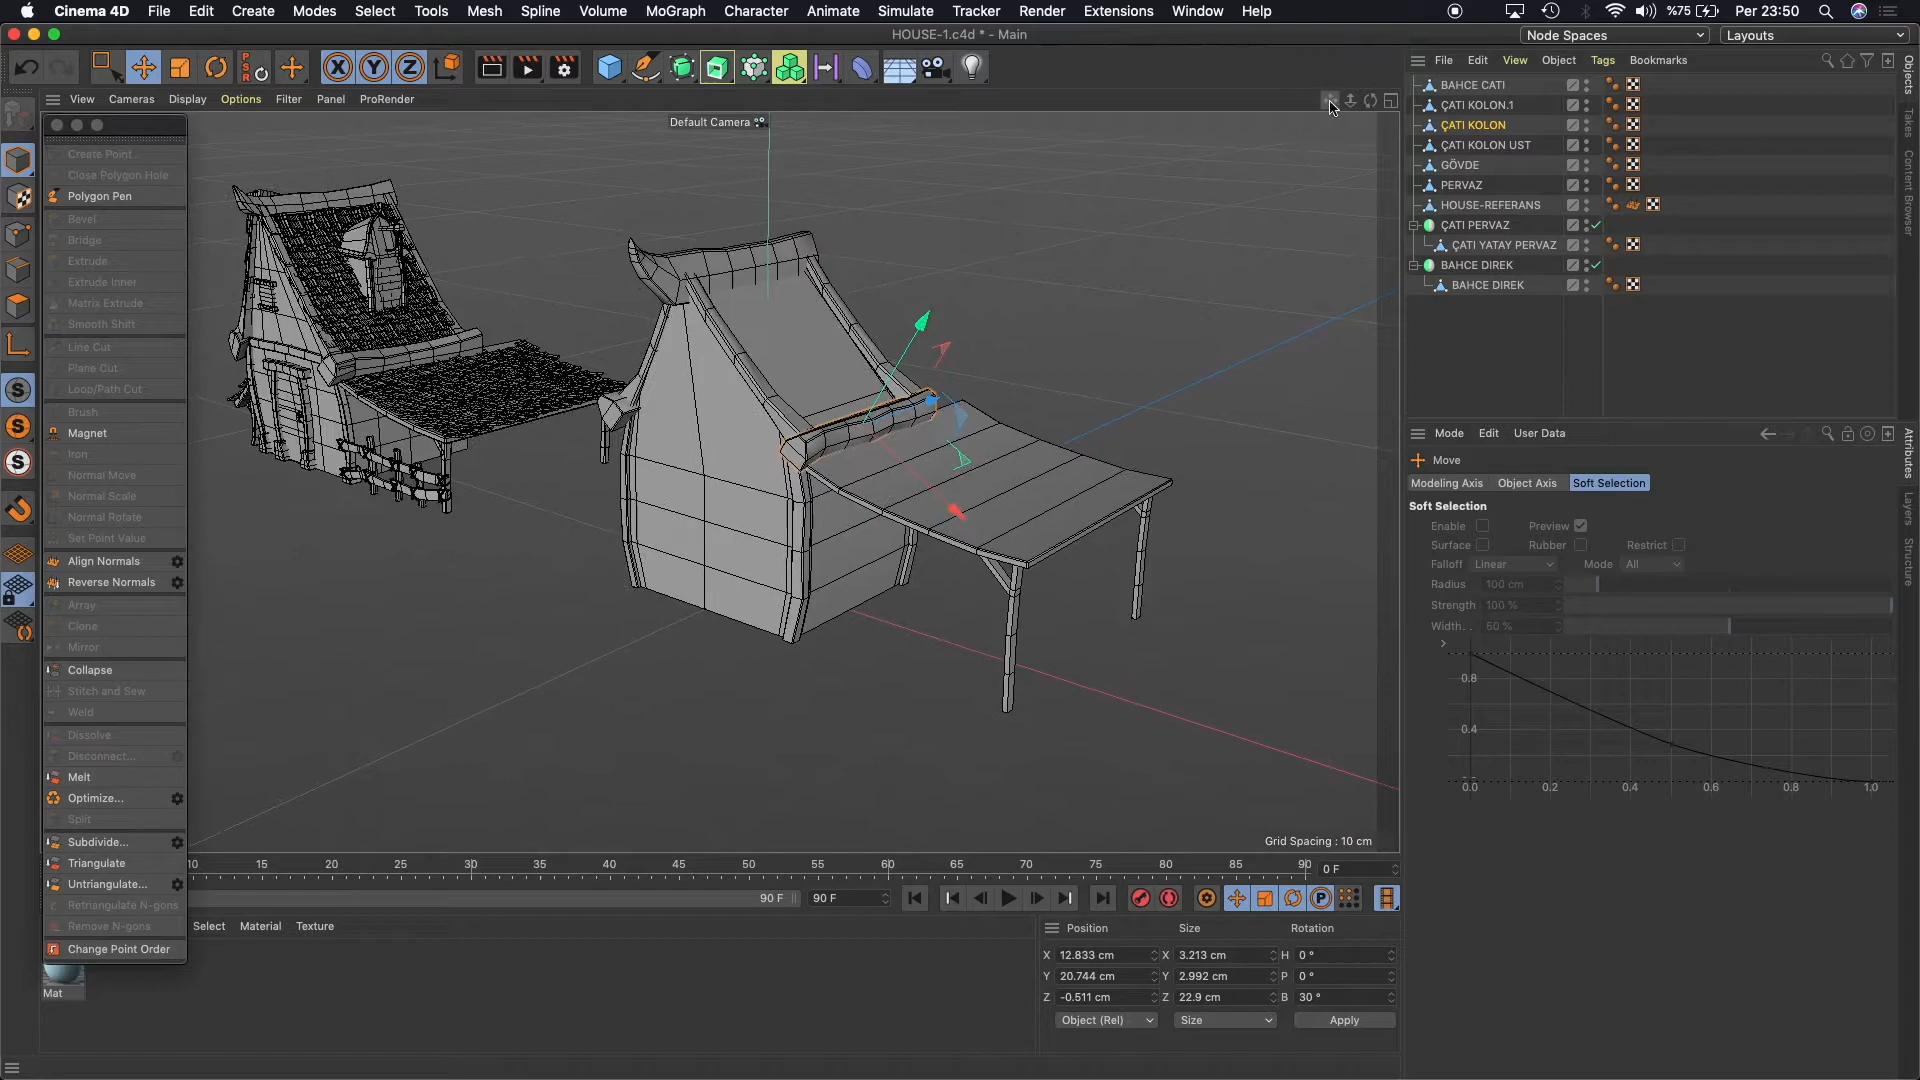 Cinema 4D File Edit Create Modes Select Tools Mesh Spline Volume MoGraph Character Animate Simulate Tracker Render Extensions Window Help %75 Per 23:50
HOUSE-1.c4d * - Main
Node Spaces Layouts
X Y Z
PSR
File Edit View Object Tags Bookmarks
View Cameras Display Options Filter Panel ProRender
Default Camera
BAHCE CATI
ÇATI KOLON.1
ÇATI KOLON
ÇATI KOLON UST
GÖVDE
PERVAZ
HOUSE-REFERANS
ÇATI PERVAZ
ÇATI YATAY PERVAZ
BAHCE DIREK
BAHCE DIREK
Objects
Takes
Content Browser
Create Point
Close Polygon Hole
Polygon Pen
Bevel
Bridge
Extrude
Extrude Inner
Matrix Extrude
Smooth Shift
Line Cut
Plane Cut
Loop/Path Cut
Brush
Magnet
Iron
Normal Move
Normal Scale
Normal Rotate
Set Point Value
Align Normals
Reverse Normals
Array
Clone
Mirror
Collapse
Stitch and Sew
Weld
Dissolve
Disconnect...
Melt
Optimize...
Split
Subdivide...
Triangulate
Untriangulate...
Retriangulate N-gons
Remove N-gons
Change Point Order
S
S
S
Mode Edit User Data
Move
Modeling Axis Object Axis Soft Selection
Soft Selection
Enable Preview
Surface Rubber Restrict
Falloff Linear Mode All
Radius 100 cm
Strength 100 %
Width. . 50 %
0.8
0.4
0.0 0.2 0.4 0.6 0.8 1.0
Attributes
Layers
Structure
Grid Spacing : 10 cm
10 15 20 25 30 35 40 45 50 55 60 65 70 75 80 85 90 0 F
90 F 90 F
P
Select Material Texture
Mat
Position Size Rotation
X 12.833 cm X 3.213 cm H 0 °
Y 20.744 cm Y 2.992 cm P 0 °
Z -0.511 cm Z 22.9 cm B 30 °
Object (Rel) Size Apply